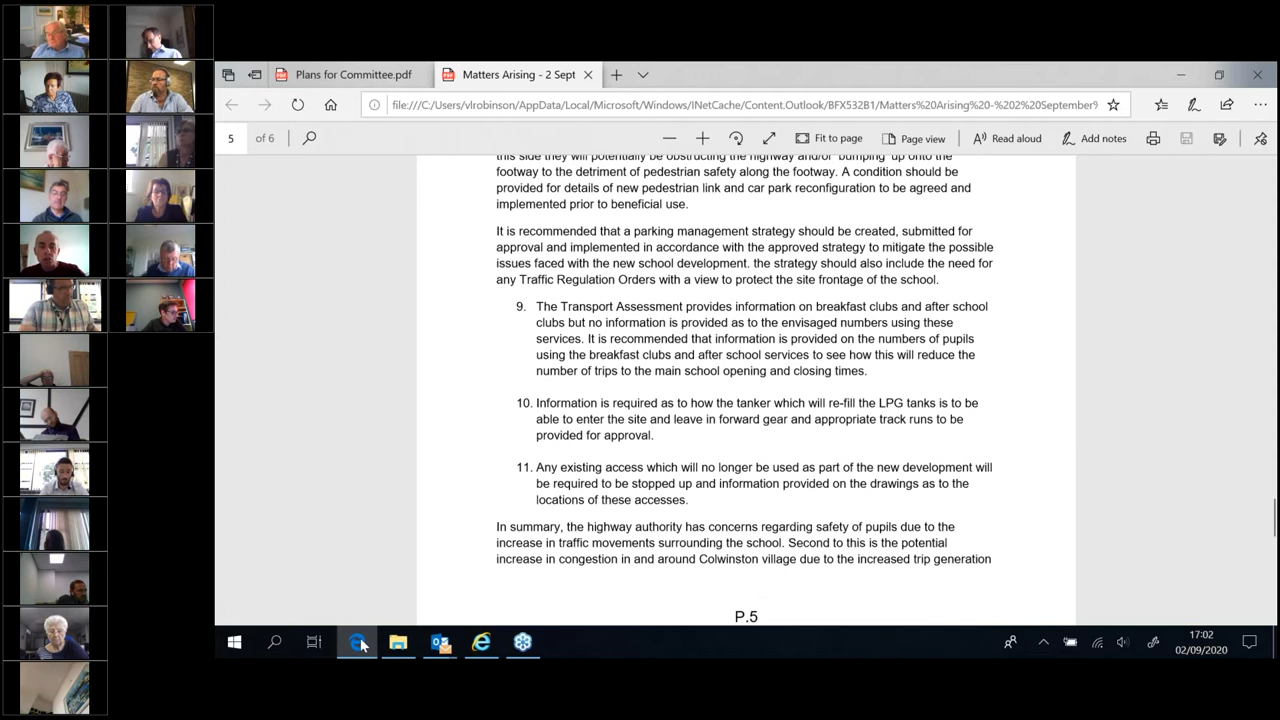 Plans for Committee.pdf
Matters Arising - 2 Sept
file:///C:/Users/vlrobinson/AppData/Local/Microsoft/Windows/INetCache/Content.Outlook/BFX532B1/Matters%20Arising%20-%202%20September9
5 of 6
Fit to page
Page view
Read aloud
Add notes
this side they will potentially be obstructing the highway and/or 'bumping' up onto the
footway to the detriment of pedestrian safety along the footway. A condition should be
provided for details of new pedestrian link and car park reconfiguration to be agreed and
implemented prior to beneficial use.
It is recommended that a parking management strategy should be created, submitted for
approval and implemented in accordance with the approved strategy to mitigate the possible
issues faced with the new school development. the strategy should also include the need for
any Traffic Regulation Orders with a view to protect the site frontage of the school.
9. The Transport Assessment provides information on breakfast clubs and after school
clubs but no information is provided as to the envisaged numbers using these
services. It is recommended that information is provided on the numbers of pupils
using the breakfast clubs and after school services to see how this will reduce the
number of trips to the main school opening and closing times.
10. Information is required as to how the tanker which will re-fill the LPG tanks is to be
able to enter the site and leave in forward gear and appropriate track runs to be
provided for approval.
11. Any existing access which will no longer be used as part of the new development will
be required to be stopped up and information provided on the drawings as to the
locations of these accesses.
In summary, the highway authority has concerns regarding safety of pupils due to the
increase in traffic movements surrounding the school. Second to this is the potential
increase in congestion in and around Colwinston village due to the increased trip generation
P.5
17:02
02/09/2020